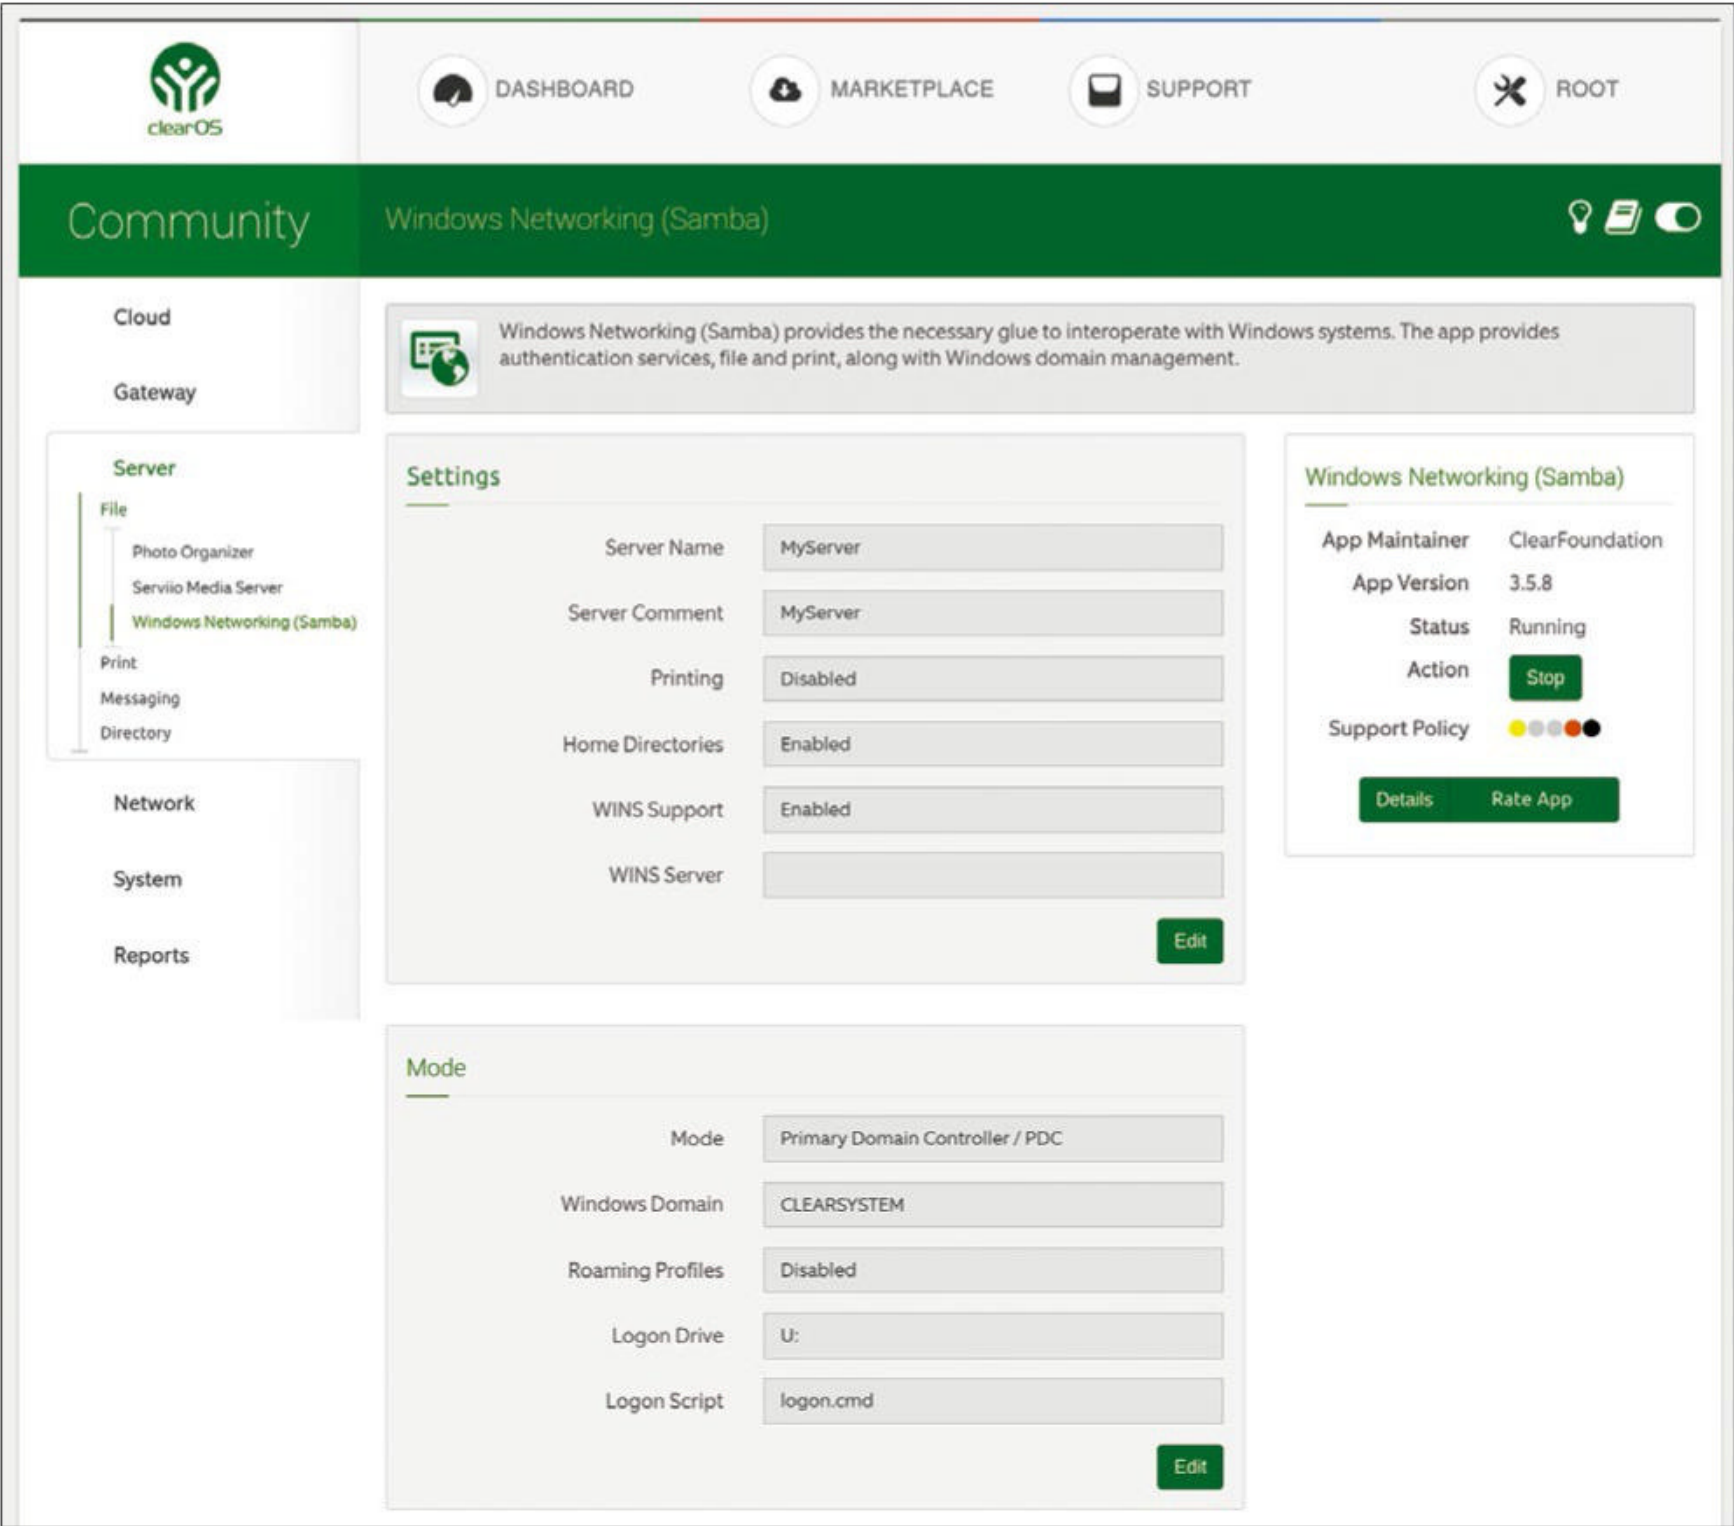 clearOS
DASHBOARD
MARKETPLACE
SUPPORT
ROOT
Community
Windows Networking (Samba)
Cloud
Gateway
Server
File
Photo Organizer
Serviio Media Server
Windows Networking (Samba)
Print
Messaging
Directory
Network
System
Reports
Windows Networking (Samba) provides the necessary glue to interoperate with Windows systems. The app provides
authentication services, file and print, along with Windows domain management.
Settings
Server Name MyServer
Server Comment MyServer
Printing Disabled
Home Directories Enabled
WINS Support Enabled
WINS Server
Edit
Mode
Mode Primary Domain Controller / PDC
Windows Domain CLEARSYSTEM
Roaming Profiles Disabled
Logon Drive U:
Logon Script logon.cmd
Edit
Windows Networking (Samba)
App Maintainer ClearFoundation
App Version 3.5.8
Status Running
Action Stop
Support Policy
Details Rate App